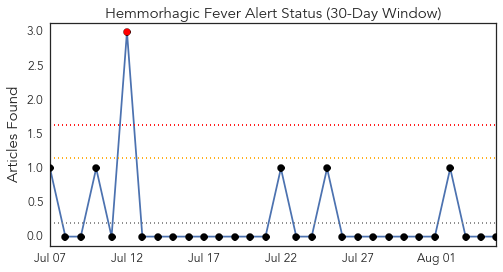 Hemmorhagic Fever Alert Status (30-Day Window)
Articles Found
3.0
2.5
2.0
1.5
1.0
0.5
0.0
Jul 07 Jul 12 Jul 17 Jul 22 Jul 27 Aug 01